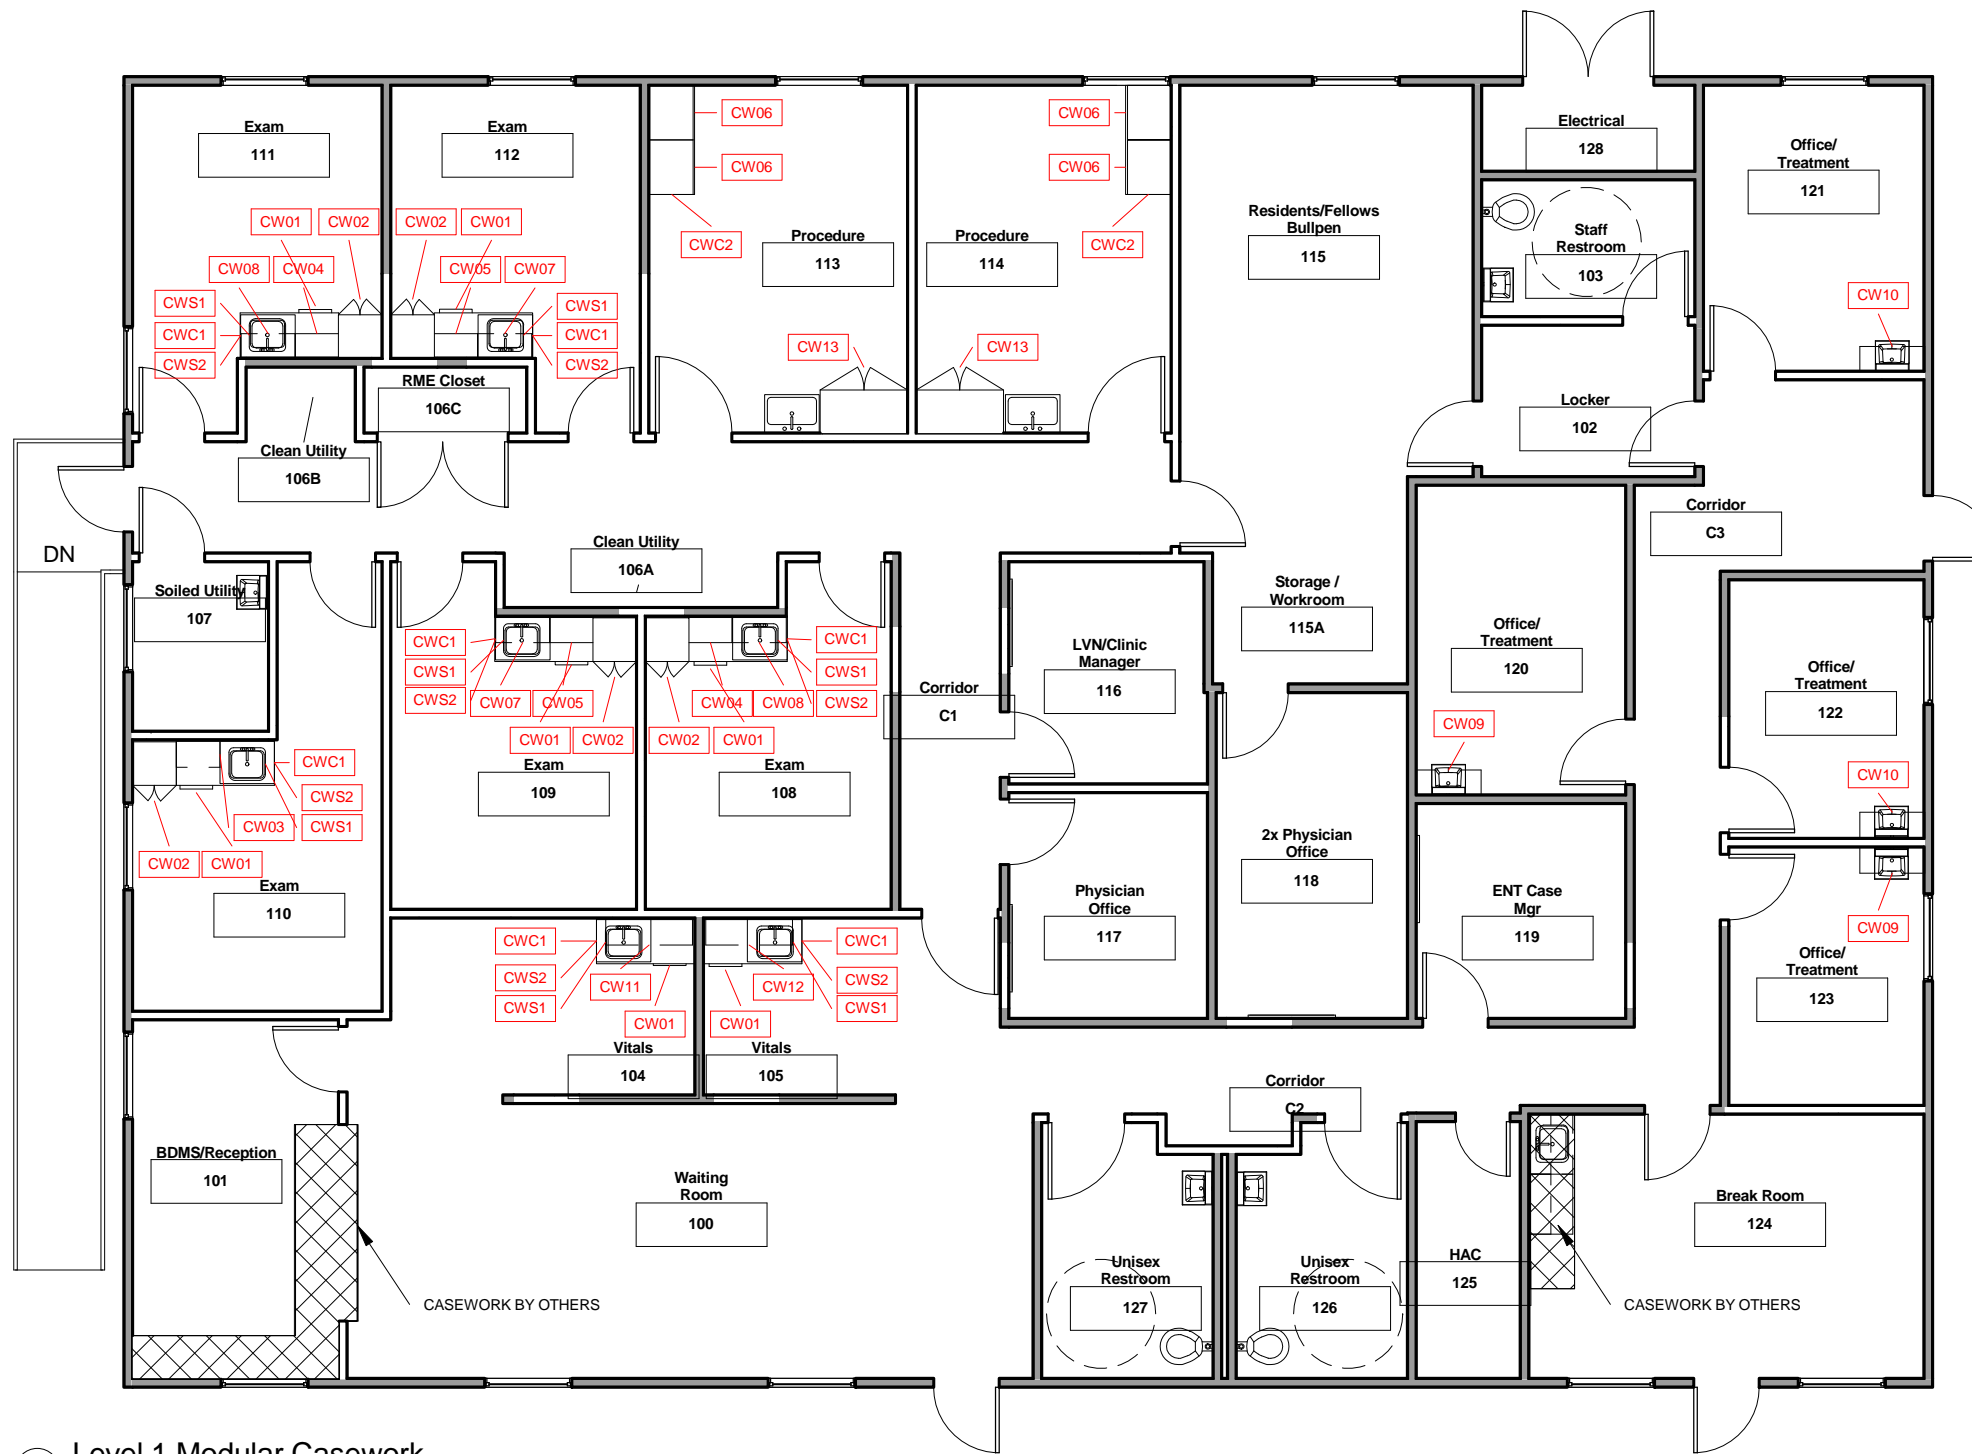 Exam
111
CW01
CW02
CW08
CW04
CWS1
CWC1
CWS2
Exam
112
CW02
CW01
CW05
CW07
CWS1
CWC1
CWS2
CW06
CW06
CWC2
Procedure
113
CW13
CW06
CW06
CWC2
Procedure
114
CW13
Residents/Fellows
Bullpen
115
Electrical
128
Staff
Restroom
103
Office/
Treatment
121
CW10
RME Closet
106C
Clean Utility
106B
Locker
102
Corridor
C3
DN
Clean Utility
106A
Soiled Utility
107
Storage /
Workroom
115A
Office/
Treatment
120
CW09
CWC1
CWS1
CWS2
CW07
CW05
CW01
CW02
Exam
109
CWC1
CWS1
CWS2
CW04
CW08
CW02
CW01
Exam
108
Corridor
C1
LVN/Clinic
Manager
116
Office/
Treatment
122
CW10
CWC1
CWS2
CW03
CWS1
CW02
CW01
Exam
110
2x Physician
Office
118
Physician
Office
117
ENT Case
Mgr
119
CW09
Office/
Treatment
123
CWC1
CWS2
CWS1
CW11
CW01
Vitals
104
CWC1
CW12
CWS2
CWS1
CW01
Vitals
105
Corridor
C2
BDMS/Reception
101
Waiting
Room
100
Break Room
124
Unisex
Restroom
127
Unisex
Restroom
126
HAC
125
CASEWORK BY OTHERS
CASEWORK BY OTHERS
Level 1 Modular Casework